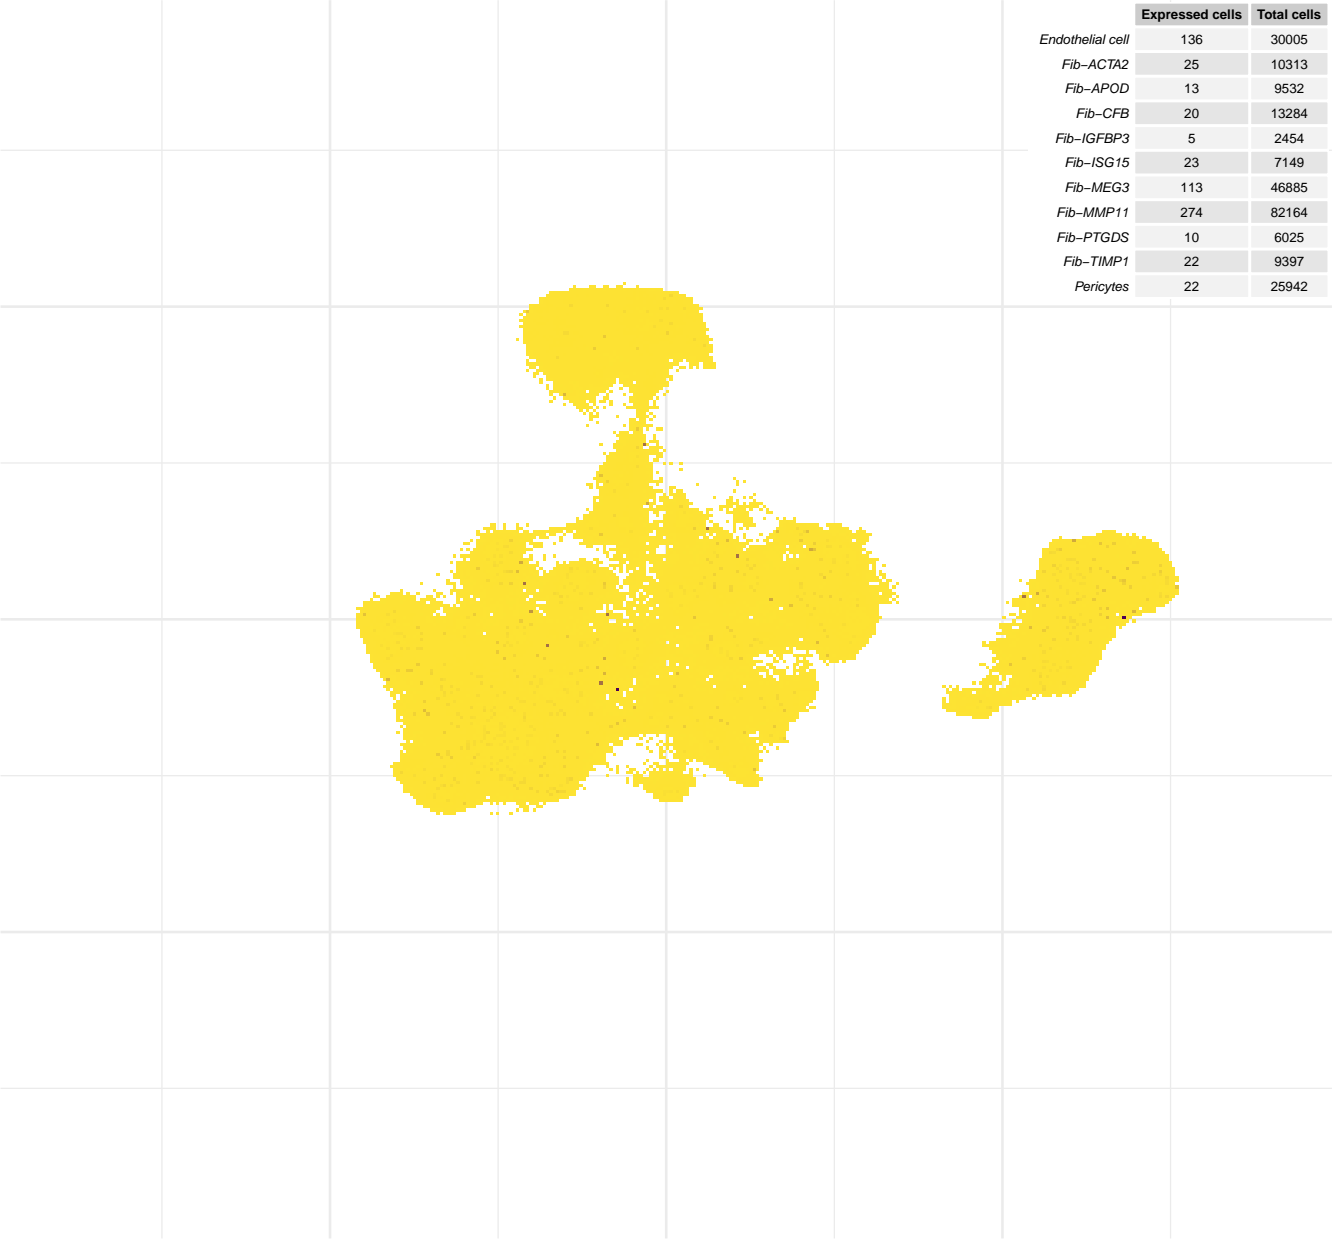 Expressed cells Total cells
Endothelial cell 136 30005
Fib−ACTA2 25 10313
Fib−APOD 13 9532
Fib−CFB 20 13284
Fib−IGFBP3 5 2454
Fib−ISG15 23 7149
Fib−MEG3 113 46885
Fib−MMP11 274 82164
Fib−PTGDS 10 6025
Fib−TIMP1 22 9397
Pericytes 22 25942